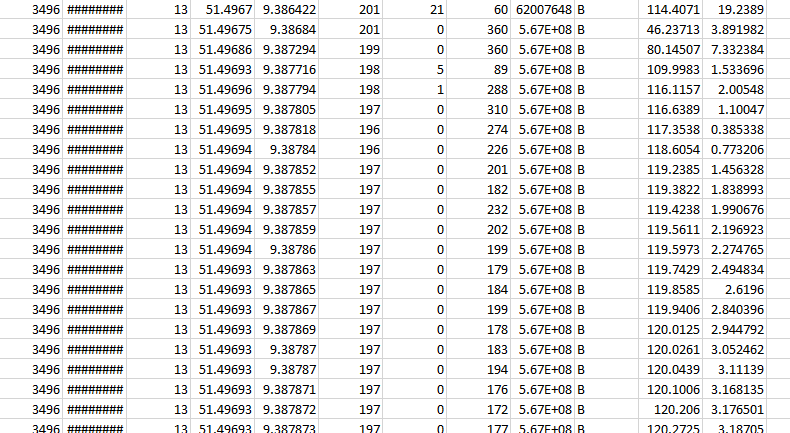 3496 ######## 13 51.4967 9.386422 201 21 60 62007648 B 114.4071 19.2389
3496 ######## 13 51.49675 9.38684 201 0 360 5.67E+08 B 46.23713 3.891982
3496 ######## 13 51.49686 9.387294 199 0 360 5.67E+08 B 80.14507 7.332384
3496 ######## 13 51.49693 9.387716 198 5 89 5.67E+08 B 109.9983 1.533696
3496 ######## 13 51.49696 9.387794 198 1 288 5.67E+08 B 116.1157 2.00548
3496 ######## 13 51.49695 9.387805 197 0 310 5.67E+08 B 116.6389 1.10047
3496 ######## 13 51.49695 9.387818 196 0 274 5.67E+08 B 117.3538 0.385338
3496 ######## 13 51.49694 9.38784 196 0 226 5.67E+08 B 118.6054 0.773206
3496 ######## 13 51.49694 9.387852 197 0 201 5.67E+08 B 119.2385 1.456328
3496 ######## 13 51.49694 9.387855 197 0 182 5.67E+08 B 119.3822 1.838993
3496 ######## 13 51.49694 9.387857 197 0 232 5.67E+08 B 119.4238 1.990676
3496 ######## 13 51.49694 9.387859 197 0 202 5.67E+08 B 119.5611 2.196923
3496 ######## 13 51.49694 9.38786 197 0 199 5.67E+08 B 119.5973 2.274765
3496 ######## 13 51.49693 9.387863 197 0 179 5.67E+08 B 119.7429 2.494834
3496 ######## 13 51.49693 9.387865 197 0 184 5.67E+08 B 119.8585 2.6196
3496 ######## 13 51.49693 9.387867 197 0 199 5.67E+08 B 119.9406 2.840396
3496 ######## 13 51.49693 9.387869 197 0 178 5.67E+08 B 120.0125 2.944792
3496 ######## 13 51.49693 9.38787 197 0 183 5.67E+08 B 120.0261 3.052462
3496 ######## 13 51.49693 9.38787 197 0 194 5.67E+08 B 120.0439 3.11139
3496 ######## 13 51.49693 9.387871 197 0 176 5.67E+08 B 120.1006 3.168135
3496 ######## 13 51.49693 9.387872 197 0 172 5.67E+08 B 120.206 3.176501
3496 ######## 13 51.49693 9.387873 197 0 177 5.67E+08 B 120.2725 3.18705